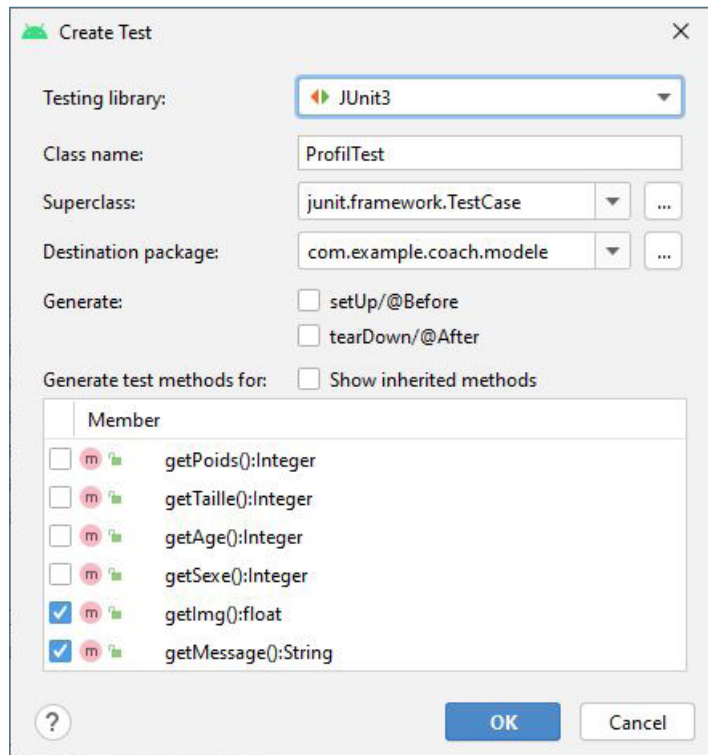 Create Test
Testing library: JUnit3
Class name: ProfilTest
Superclass: junit.framework.TestCase ...
Destination package: com.example.coach.modele ...
Generate: setUp/@Before
tearDown/@After
Generate test methods for: Show inherited methods
Member
m getPoids():Integer
m getTaille():Integer
m getAge():Integer
m getSexe():Integer
m getImg():float
m getMessage():String
? OK Cancel